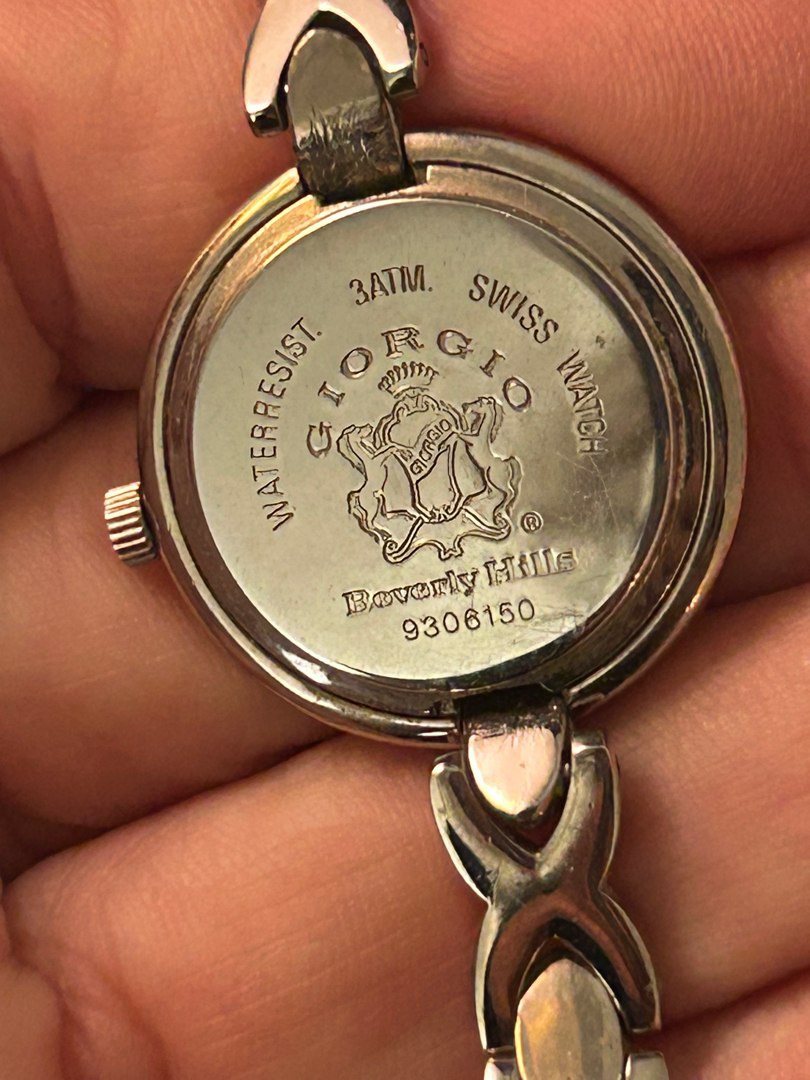 WATERRESIST. 3ATM. SWISS WATCH
GIORGIO
GIORGIO
®
Beverly Hills
9306150